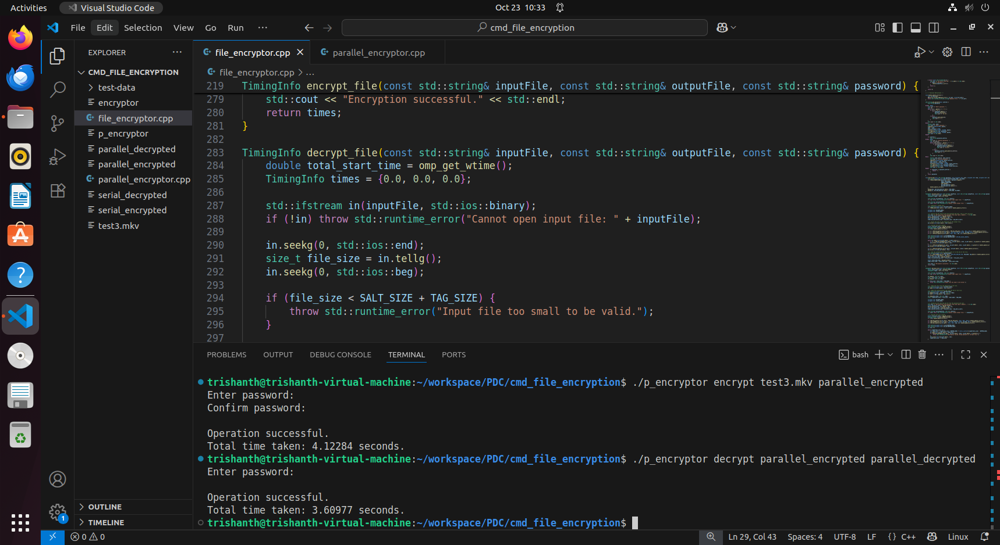 Activities
Visual Studio Code
Oct 23 10:33
File Edit Selection View Go Run ···
cmd_file_encryption
EXPLORER ···
CMD_FILE_ENCRYPTION
test-data
encryptor
file_encryptor.cpp
p_encryptor
parallel_decrypted
parallel_encrypted
parallel_encryptor.cpp
serial_decrypted
serial_encrypted
test3.mkv
OUTLINE
TIMELINE
file_encryptor.cpp
parallel_encryptor.cpp
file_encryptor.cpp > ...
219 TimingInfo encrypt_file(const std::string& inputFile, const std::string& outputFile, const std::string& password) {
279     std::cout << "Encryption successful." << std::endl;
280     return times;
281 }
282
283 TimingInfo decrypt_file(const std::string& inputFile, const std::string& outputFile, const std::string& password) {
284     double total_start_time = omp_get_wtime();
285     TimingInfo times = {0.0, 0.0, 0.0};
286
287     std::ifstream in(inputFile, std::ios::binary);
288     if (!in) throw std::runtime_error("Cannot open input file: " + inputFile);
289
290     in.seekg(0, std::ios::end);
291     size_t file_size = in.tellg();
292     in.seekg(0, std::ios::beg);
293
294     if (file_size < SALT_SIZE + TAG_SIZE) {
295         throw std::runtime_error("Input file too small to be valid.");
296     }
297
PROBLEMS OUTPUT DEBUG CONSOLE TERMINAL PORTS
bash
trishanth@trishanth-virtual-machine:~/workspace/PDC/cmd_file_encryption$ ./p_encryptor encrypt test3.mkv parallel_encrypted
Enter password:
Confirm password:
Operation successful.
Total time taken: 4.12284 seconds.
trishanth@trishanth-virtual-machine:~/workspace/PDC/cmd_file_encryption$ ./p_encryptor decrypt parallel_encrypted parallel_decrypted
Enter password:
Operation successful.
Total time taken: 3.60977 seconds.
trishanth@trishanth-virtual-machine:~/workspace/PDC/cmd_file_encryption$
1
0 0
Ln 29, Col 43 Spaces: 4 UTF-8 LF {} C++ Linux